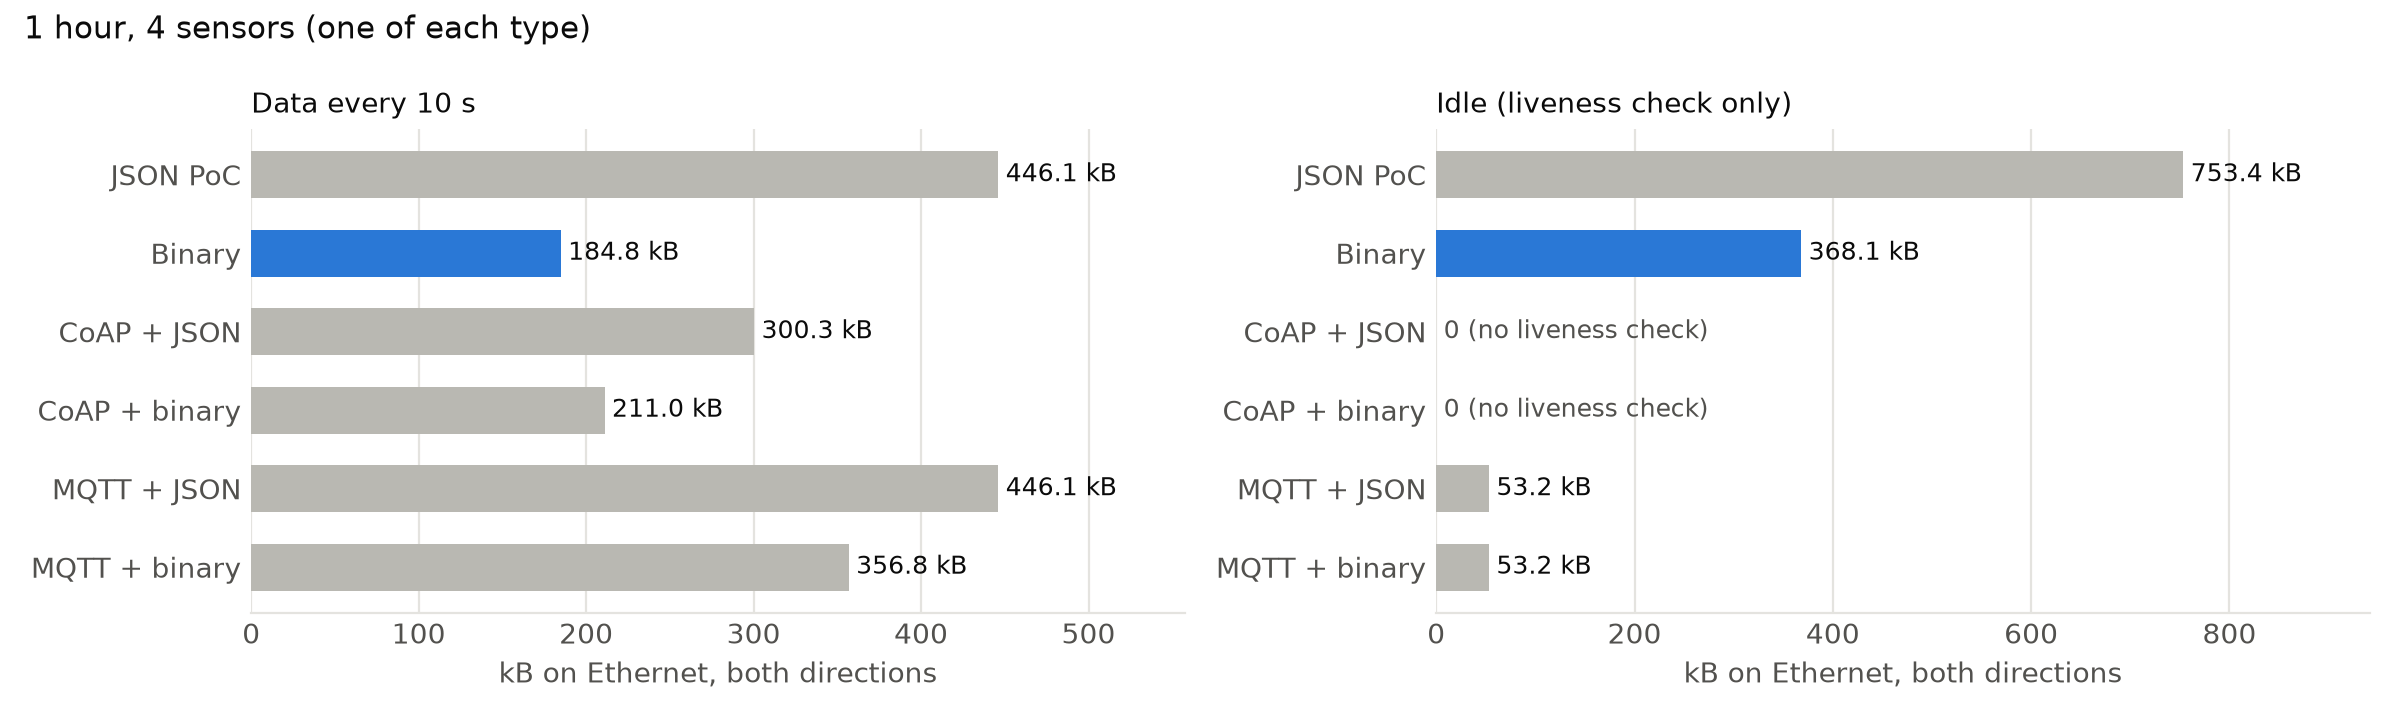 1 hour, 4 sensors (one of each type)
Data every 10 s
JSON PoC
446.1 kB
Binary
184.8 kB
CoAP + JSON
300.3 kB
CoAP + binary
211.0 kB
MQTT + JSON
446.1 kB
MQTT + binary
356.8 kB
0 100 200 300 400 500
kB on Ethernet, both directions
Idle (liveness check only)
JSON PoC
753.4 kB
Binary
368.1 kB
CoAP + JSON
0 (no liveness check)
CoAP + binary
0 (no liveness check)
MQTT + JSON
53.2 kB
MQTT + binary
53.2 kB
0 200 400 600 800
kB on Ethernet, both directions